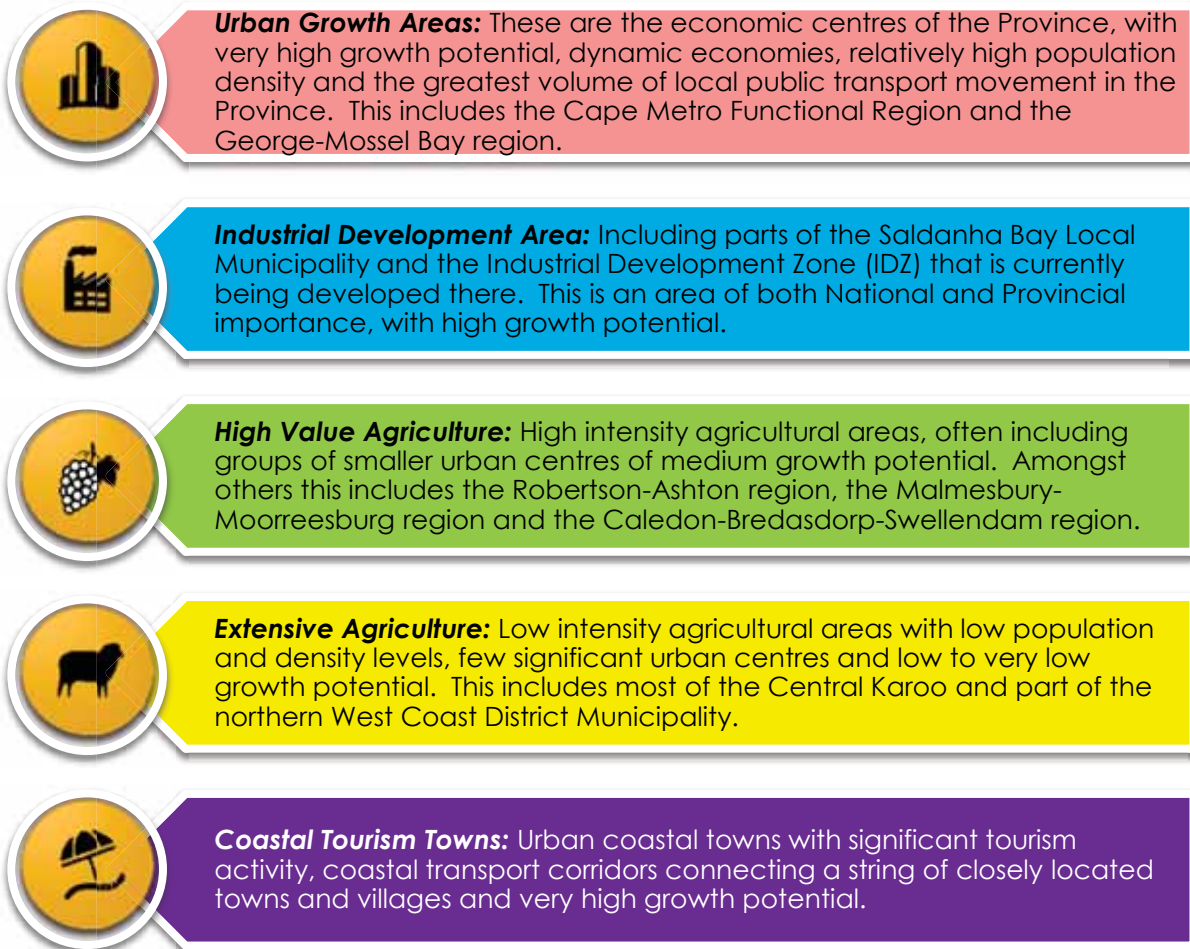 Urban Growth Areas: These are the economic centres of the Province, with
very high growth potential, dynamic economies, relatively high population
density and the greatest volume of local public transport movement in the
Province.  This includes the Cape Metro Functional Region and the
George-Mossel Bay region.
Industrial Development Area: Including parts of the Saldanha Bay Local
Municipality and the Industrial Development Zone (IDZ) that is currently
being developed there.  This is an area of both National and Provincial
importance, with high growth potential.
High Value Agriculture: High intensity agricultural areas, often including
groups of smaller urban centres of medium growth potential.  Amongst
others this includes the Robertson-Ashton region, the Malmesbury-
Moorreesburg region and the Caledon-Bredasdorp-Swellendam region.
Extensive Agriculture: Low intensity agricultural areas with low population
and density levels, few significant urban centres and low to very low
growth potential.  This includes most of the Central Karoo and part of the
northern West Coast District Municipality.
Coastal Tourism Towns: Urban coastal towns with significant tourism
activity, coastal transport corridors connecting a string of closely located
towns and villages and very high growth potential.